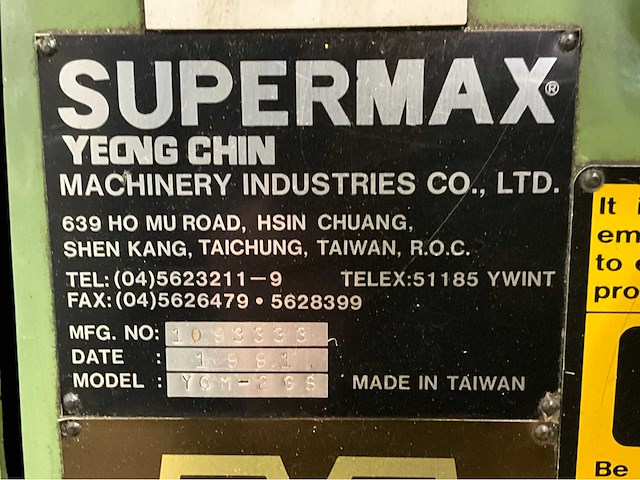 SUPERMAX®
YEONG CHIN
MACHINERY INDUSTRIES CO., LTD.
639 HO MU ROAD, HSIN CHUANG,
SHEN KANG, TAICHUNG, TAIWAN, R.O.C.
TEL:(04)5623211-9 TELEX:51185 YWINT
FAX:(04)5626479 • 5628399
MFG. NO:
DATE :
MODEL : MADE IN TAIWAN
It
em
to
pro
Be